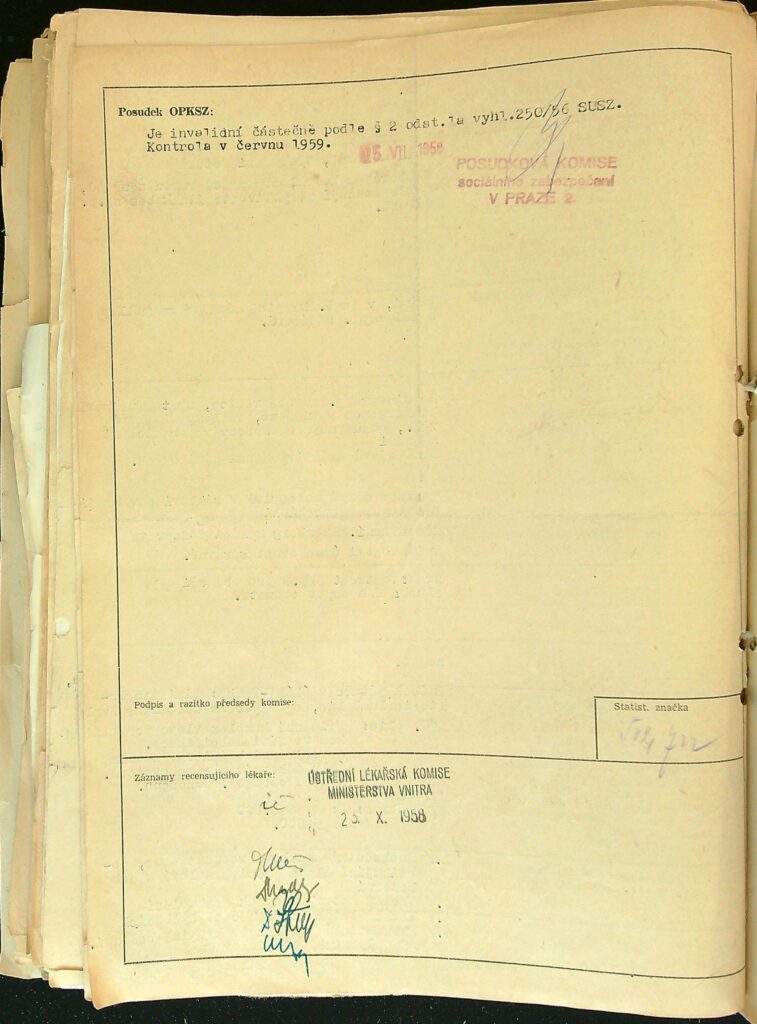 Posudek OPKSZ:
Je invalidní částečně podle § 2 odst.1a vyhl.250/56 SUSZ.
Kontrola v červnu 1959.
05 VII 1958
POSUDKOVÁ KOMISE
sociálního zabezpečení
V PRAZE 2.
Podpis a razítko předsedy komise:
Statist. značka
Záznamy recensujícího lékaře:
ÚSTŘEDNÍ LÉKAŘSKÁ KOMISE
MINISTERSTVA VNITRA
ič
X. 1958